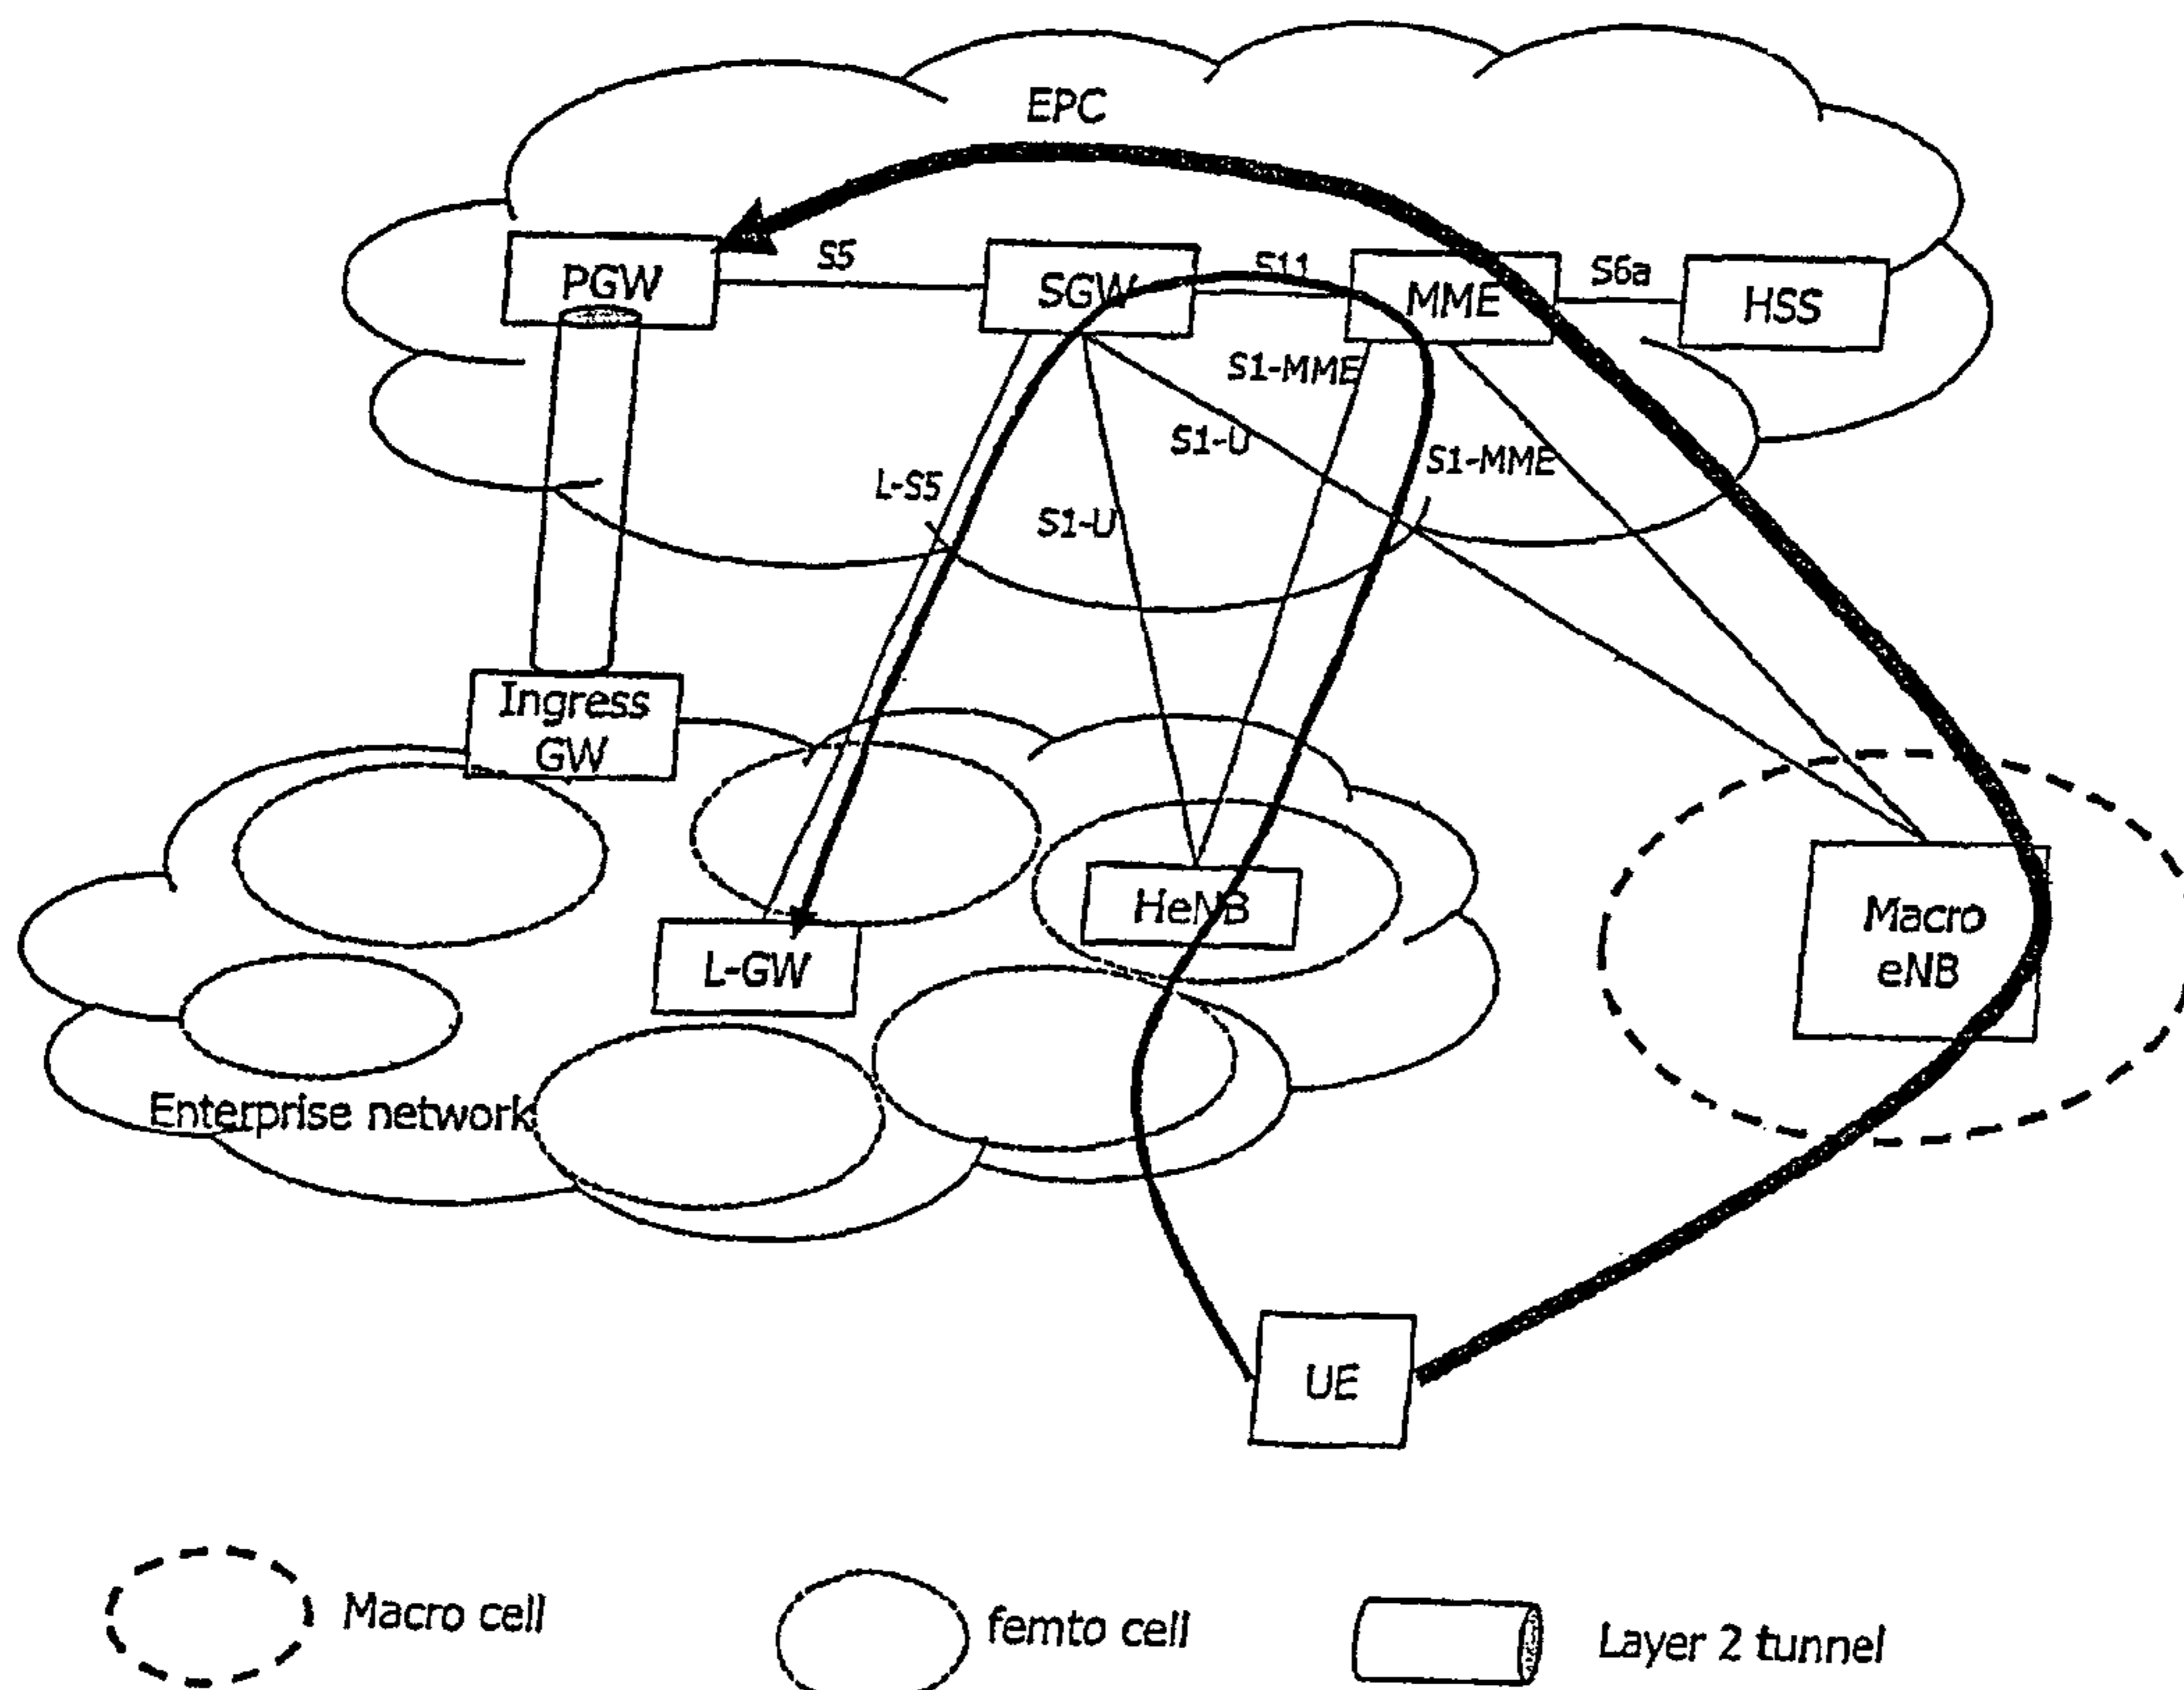 EPC
PGW
S5
SGW
S11
MME
S6a
HSS
S1-MME
S1-U
S1-MME
L-S5
S1-U
Ingress
GW
HeNB
Macro
eNB
L-GW
Enterprise network
UE
Macro cell
femto cell
Layer 2 tunnel